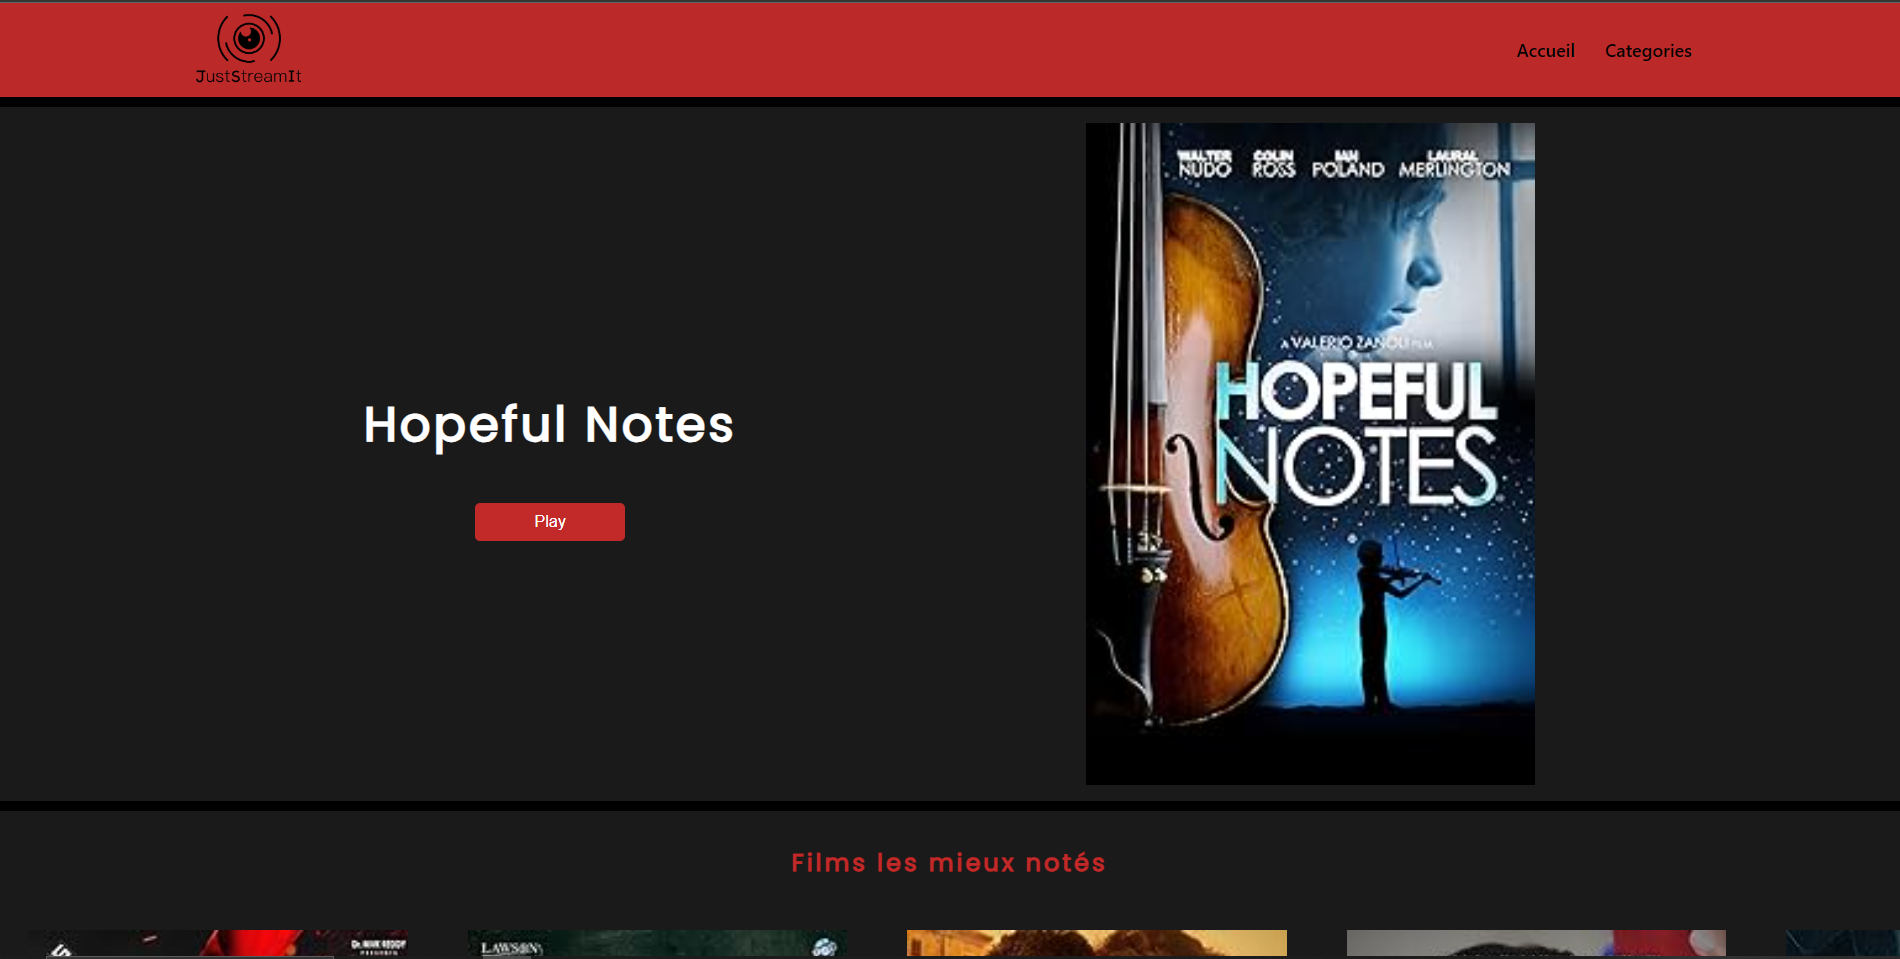 JustStreamIt
Accueil Categories
WALTER NUDO COLIN ROSS IAN POLAND LAURAL MERLINGTON
A VALERIO ZANOLI FILM
HOPEFUL
NOTES
Hopeful Notes
Play
Films les mieux notés
LAWSON